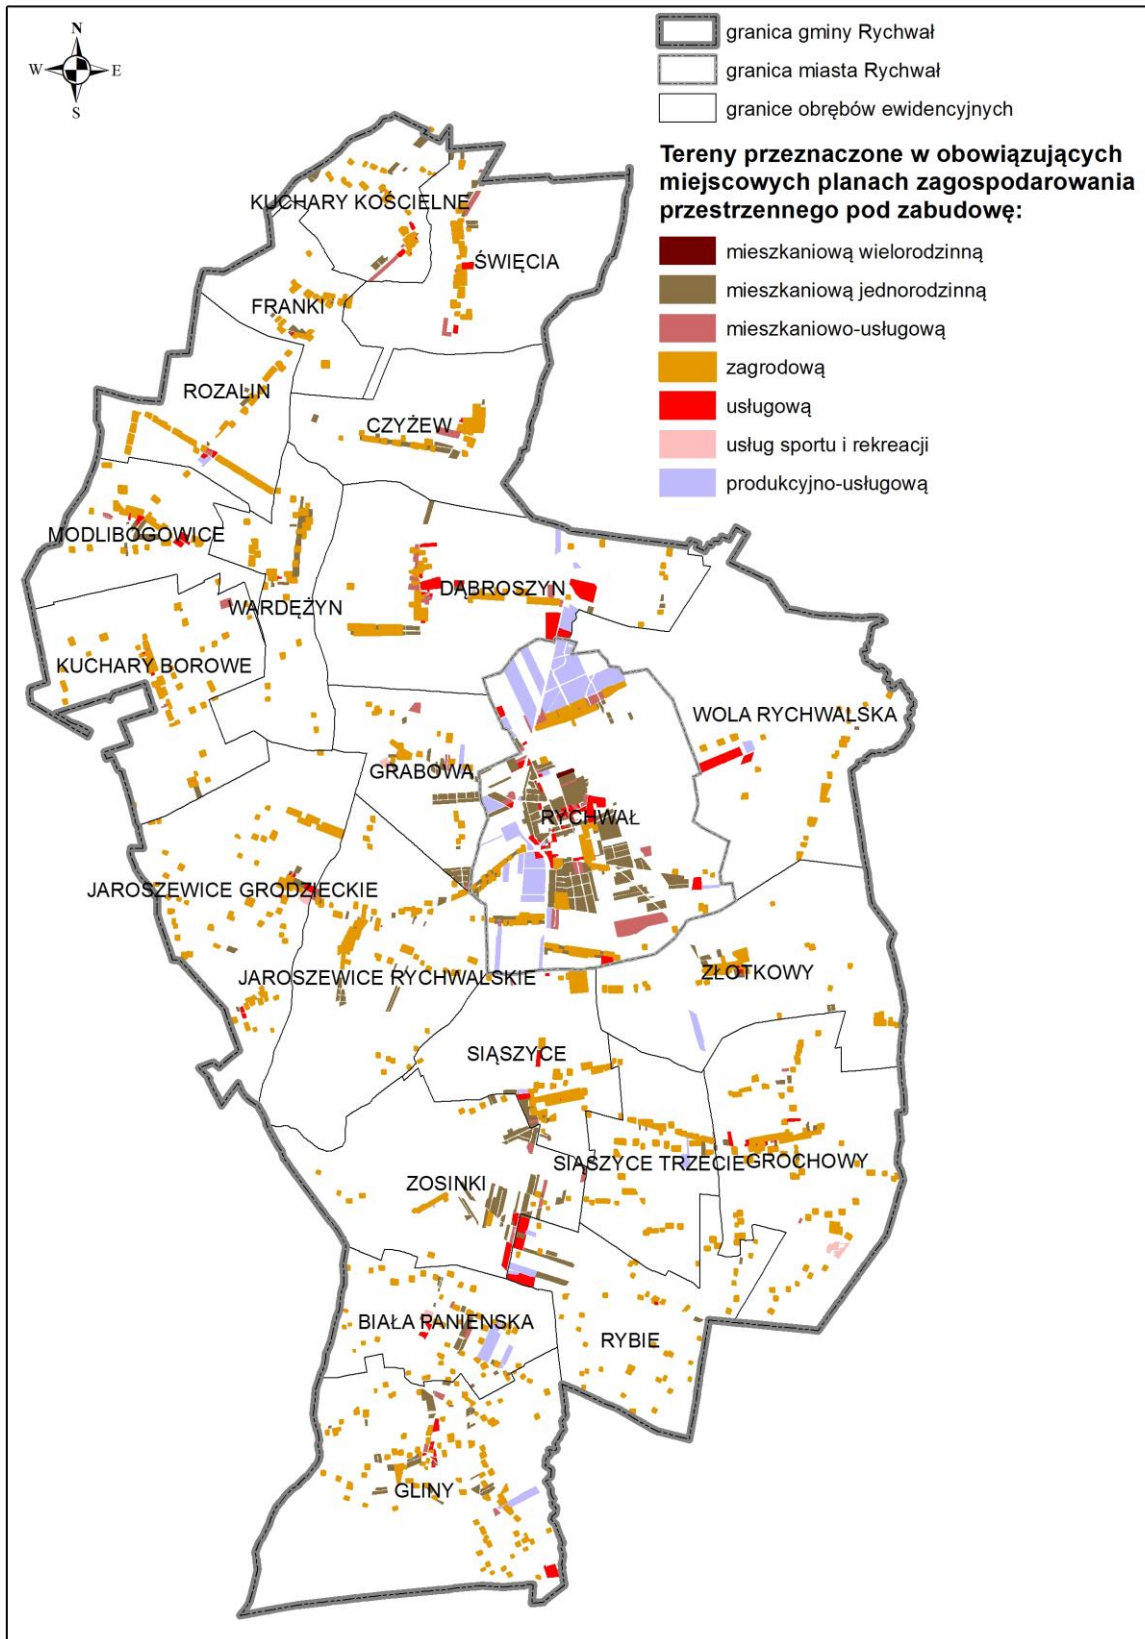 N
W E
S
granica gminy Rychwał
granica miasta Rychwał
granice obrębów ewidencyjnych
Tereny przeznaczone w obowiązujących
miejscowych planach zagospodarowania
przestrzennego pod zabudowę:
mieszkaniową wielorodzinną
mieszkaniową jednorodzinną
mieszkaniowo-usługową
zagrodową
usługową
usług sportu i rekreacji
produkcyjno-usługową
KUCHARY KOŚCIELNE
ŚWIĘCIA
FRANKI
ROZALIN
CZYŻEW
MODLIBOGOWICE
DĄBROSZYN
WARDĘŻYN
KUCHARY BOROWE
WOLA RYCHWALSKA
GRABOWA
RYCHWAŁ
JAROSZEWICE GRODZIECKIE
JAROSZEWICE RYCHWALSKIE
ZŁOTKOWY
SIĄSZYCE
SIĄSZYCE TRZECIE
GROCHOWY
ZOSINKI
BIAŁA PANIENSKA
RYBIE
GLINY